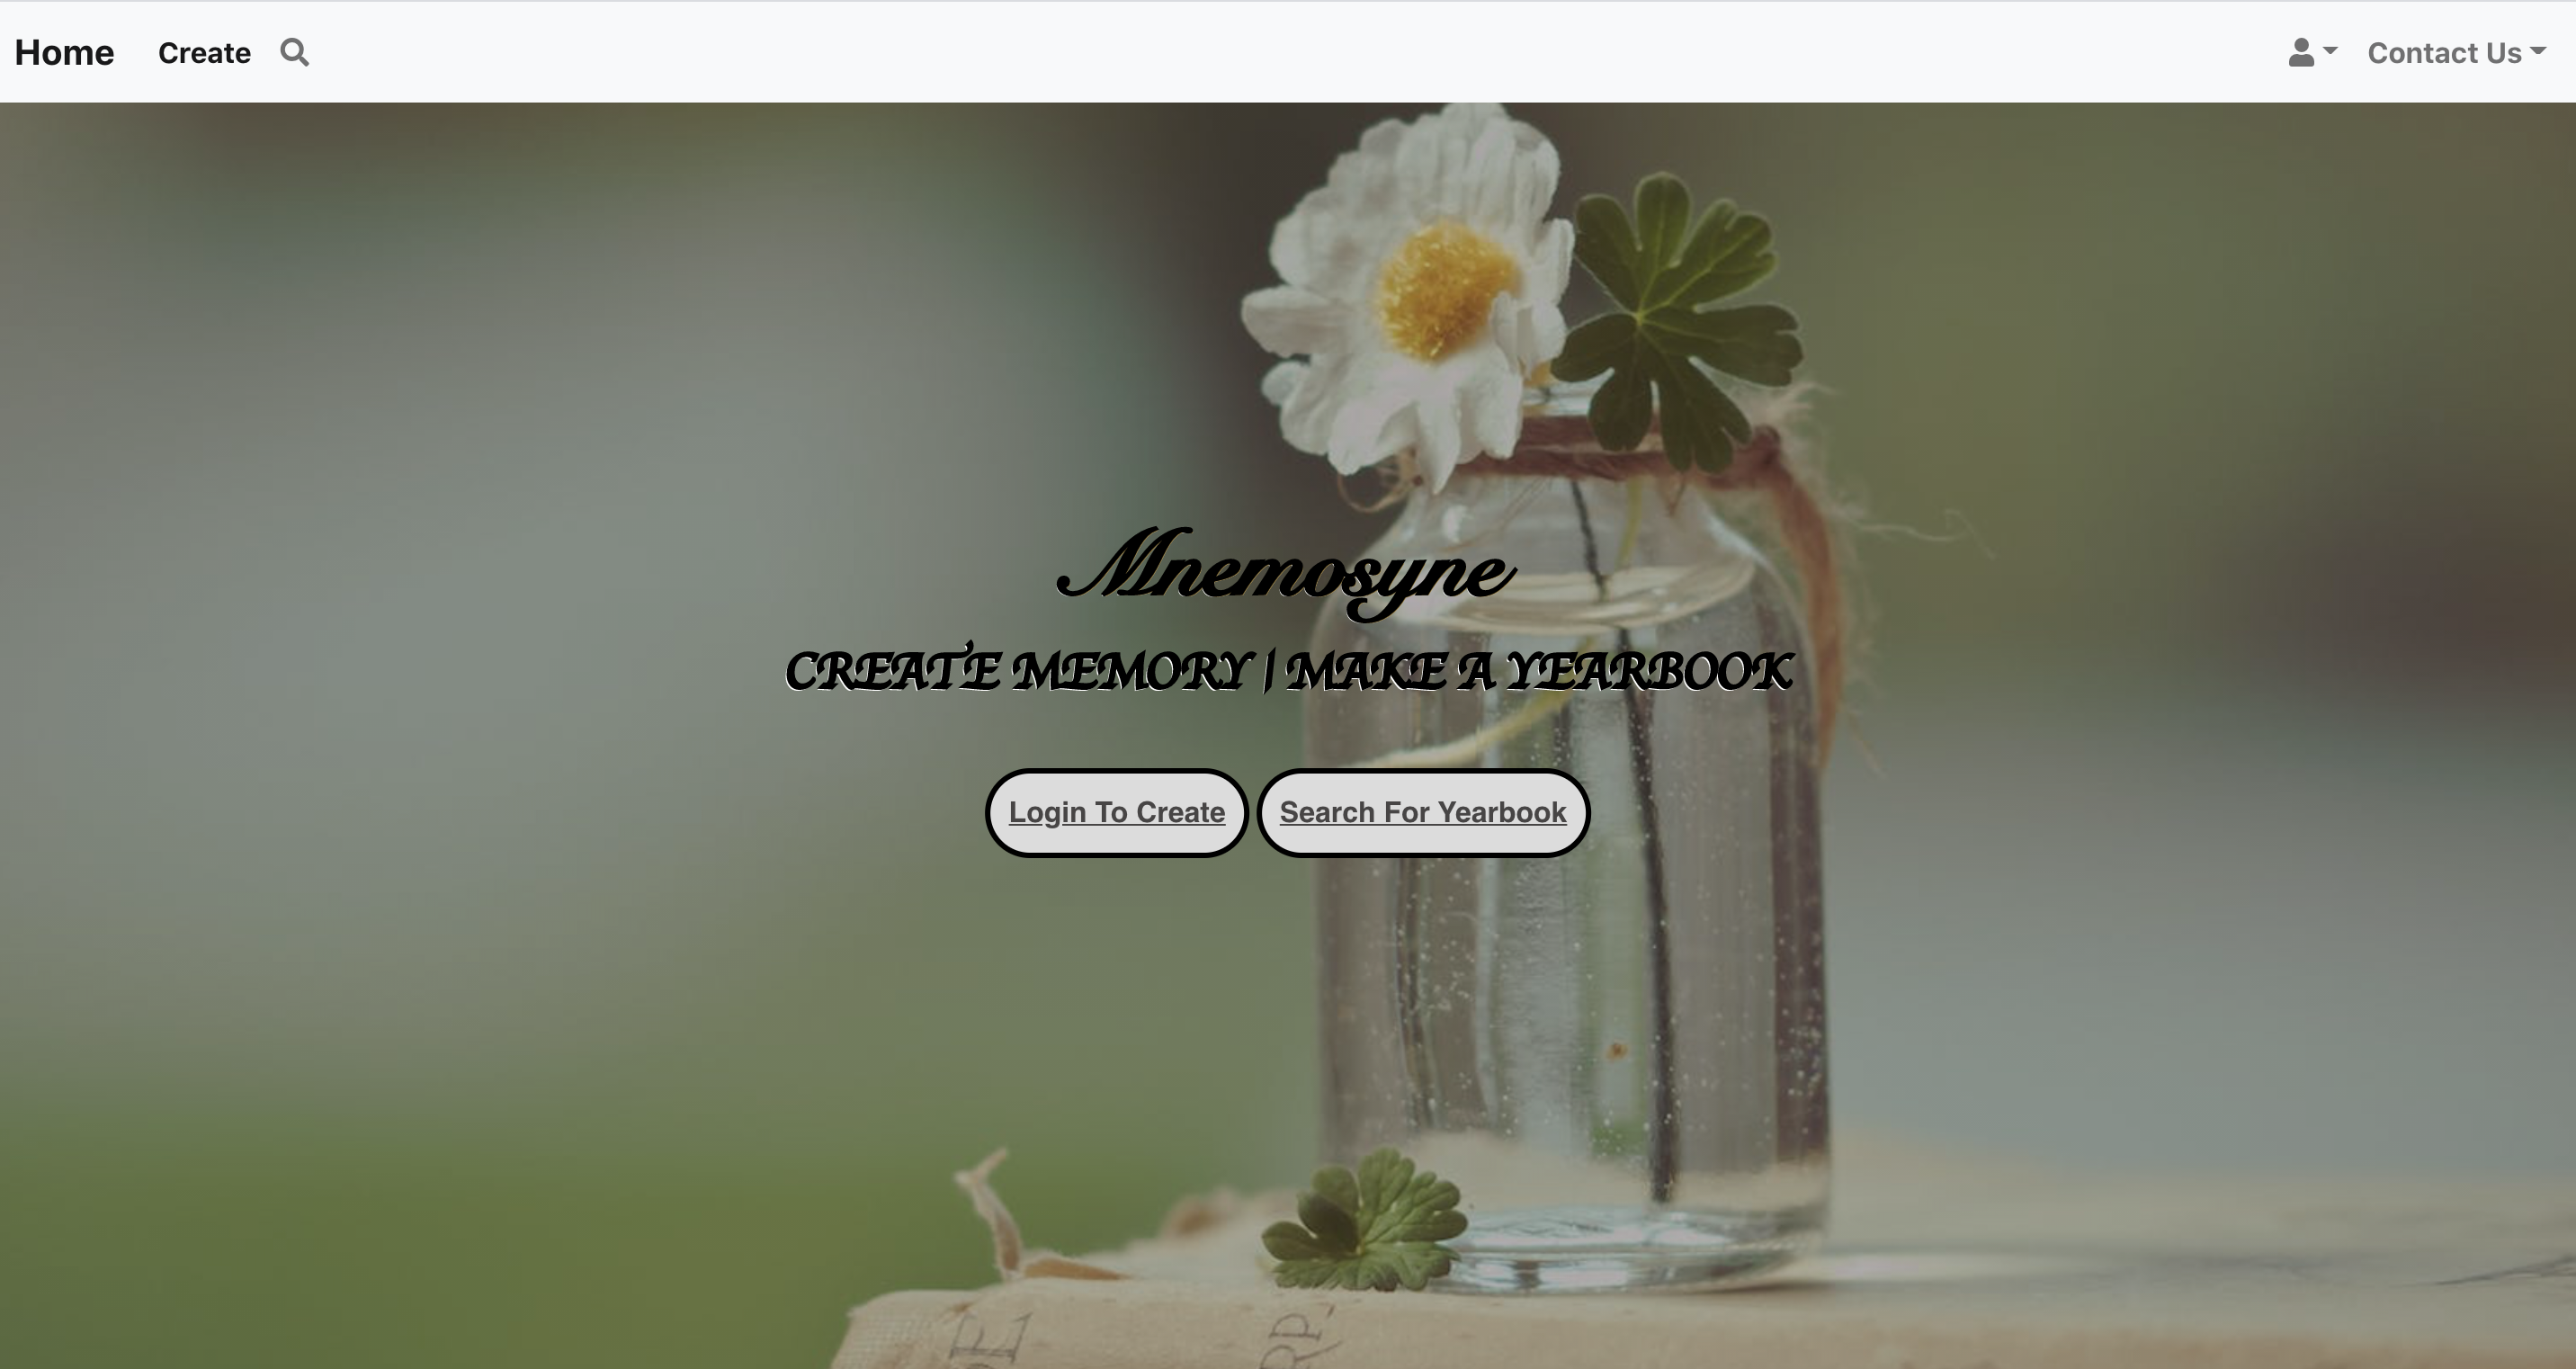 Home Create Contact Us
Mnemosyne
CREATE MEMORY | MAKE A YEARBOOK
Login To Create Search For Yearbook